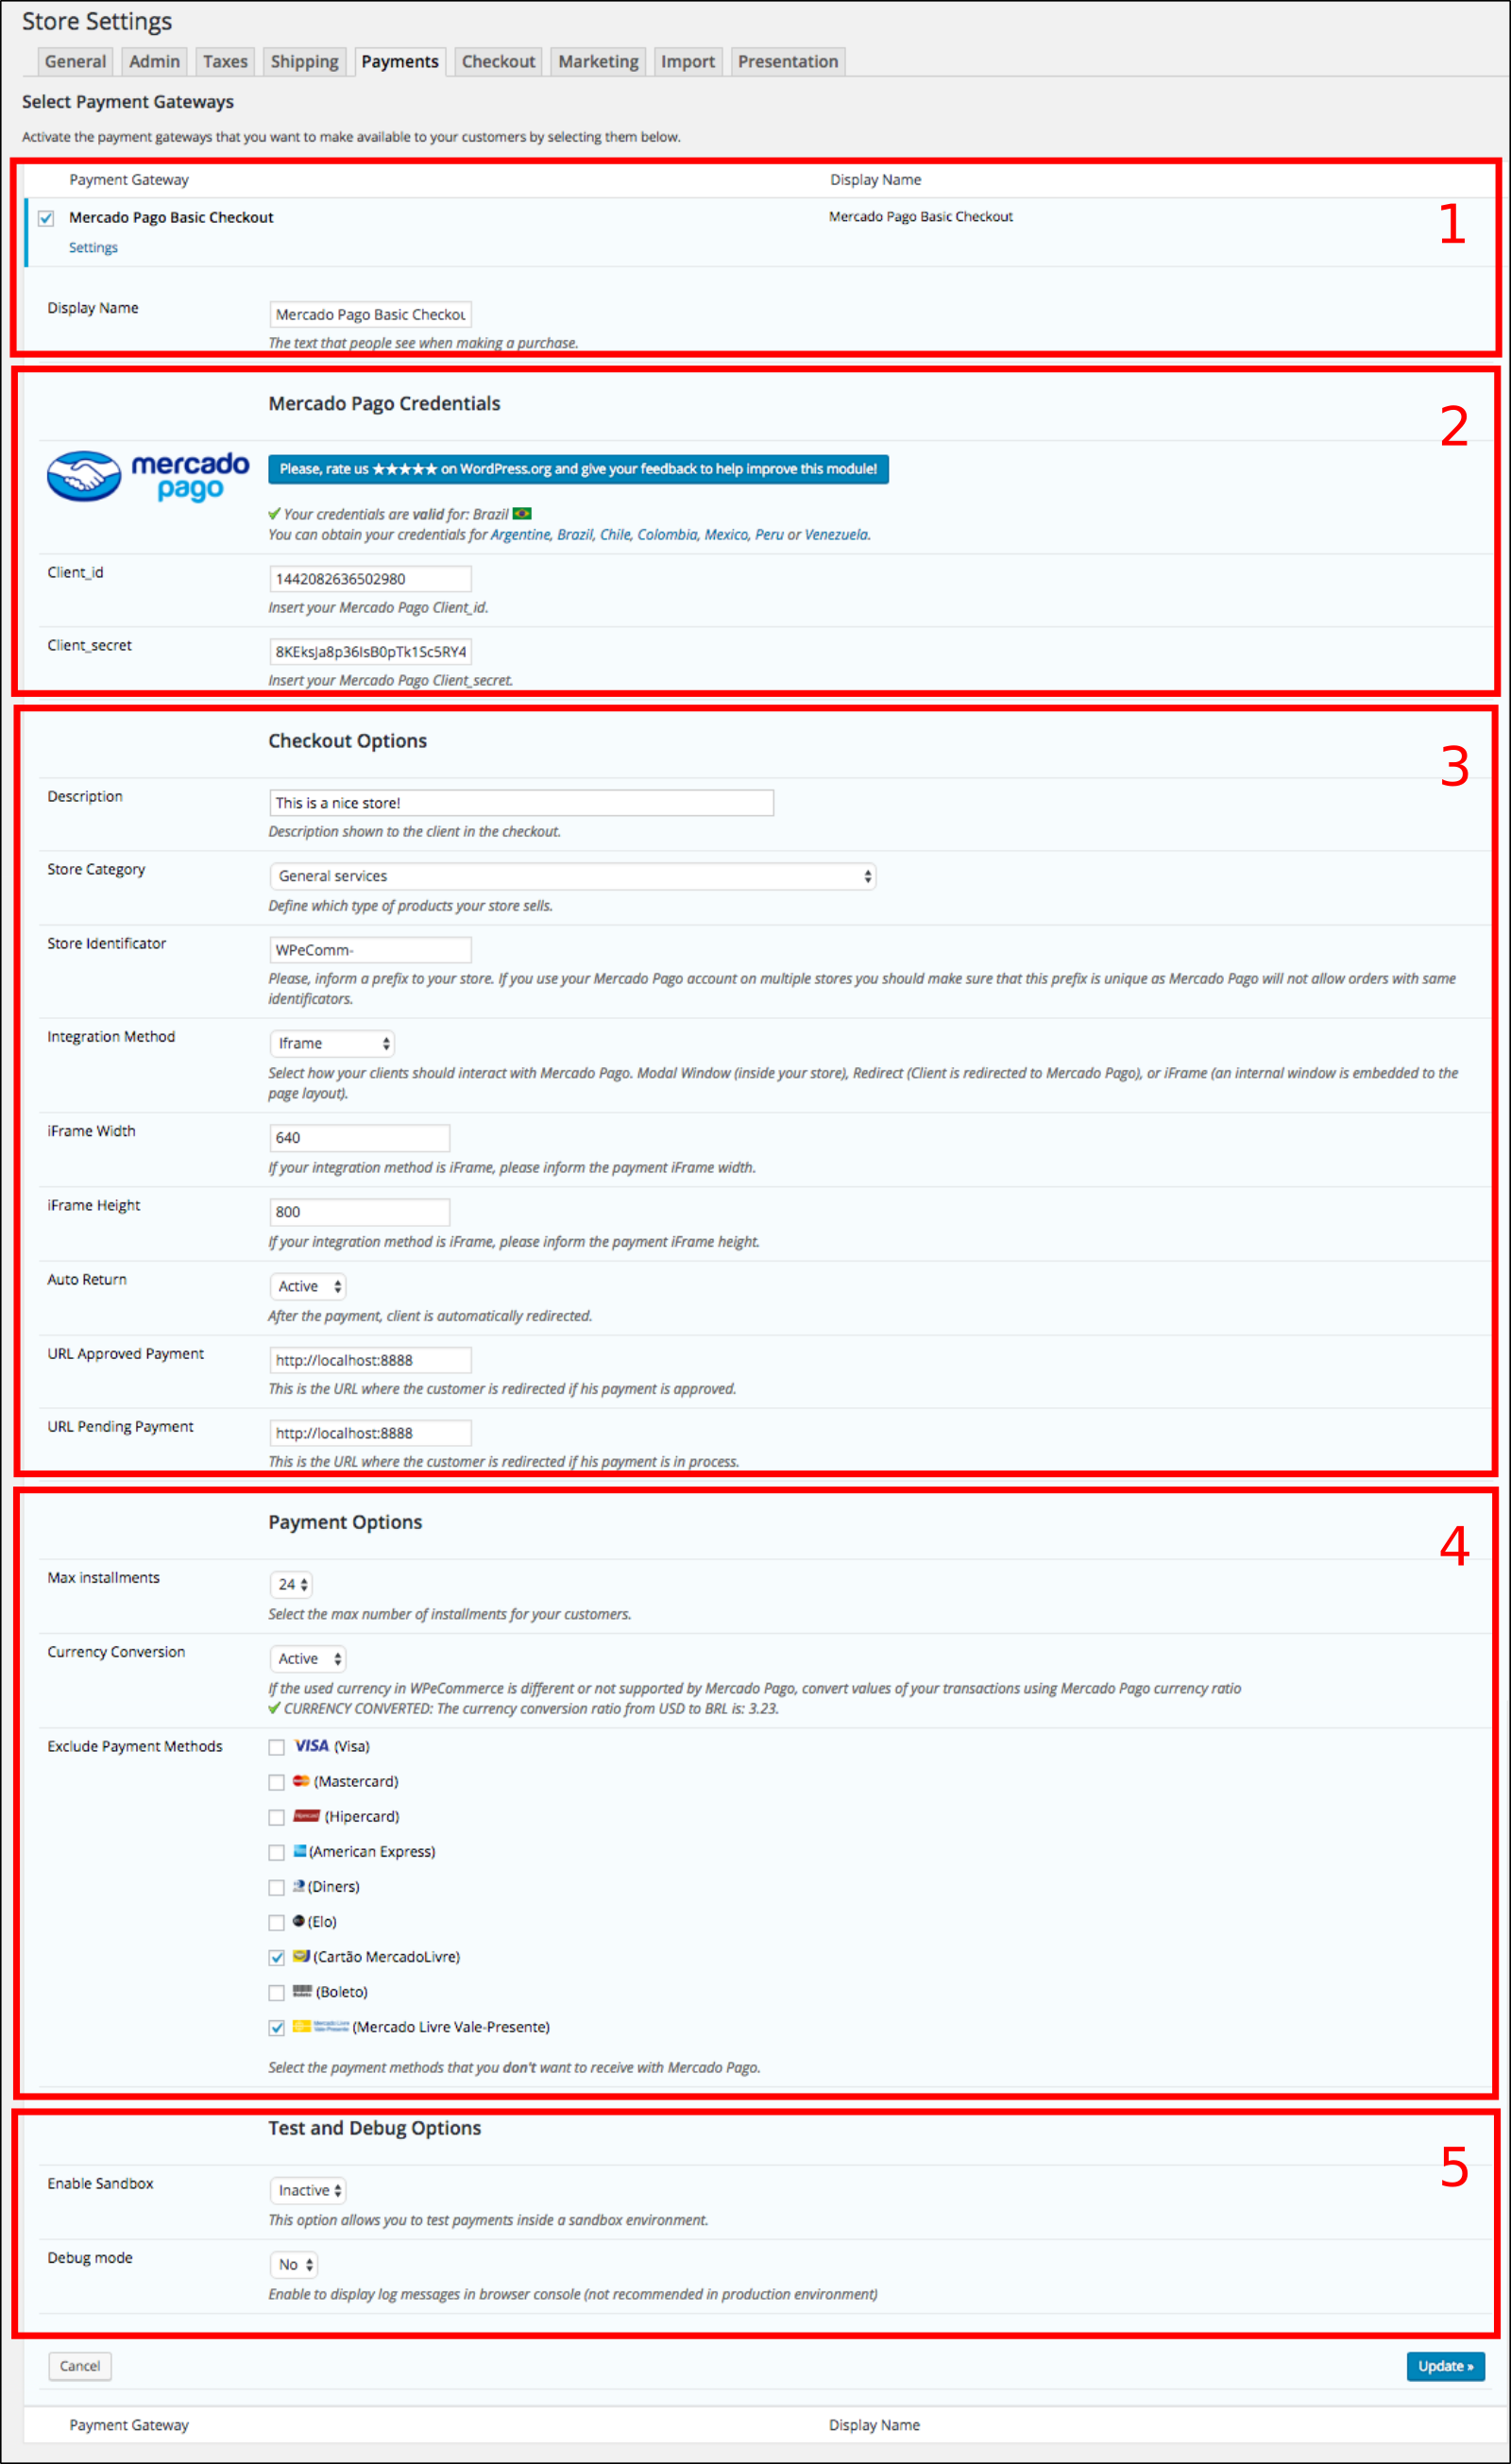 Store Settings
General Admin Taxes Shipping Payments Checkout Marketing Import Presentation
Select Payment Gateways
Activate the payment gateways that you want to make available to your customers by selecting them below.
Payment Gateway Display Name
Mercado Pago Basic Checkout Mercado Pago Basic Checkout
1
Settings
Display Name Mercado Pago Basic Checkou
The text that people see when making a purchase.
Mercado Pago Credentials
2
mercado
pago
Please, rate us ★★★★★ on WordPress.org and give your feedback to help improve this module!
Your credentials are valid for: Brazil
You can obtain your credentials for Argentine, Brazil, Chile, Colombia, Mexico, Peru or Venezuela.
Client_id 1442082636502980
Insert your Mercado Pago Client_id.
Client_secret 8KEksJa8p36IsB0pTk1Sc5RY4
Insert your Mercado Pago Client_secret.
Checkout Options
3
Description This is a nice store!
Description shown to the client in the checkout.
Store Category General services
Define which type of products your store sells.
Store Identificator WPeComm-
Please, inform a prefix to your store. If you use your Mercado Pago account on multiple stores you should make sure that this prefix is unique as Mercado Pago will not allow orders with same
identificators.
Integration Method Iframe
Select how your clients should interact with Mercado Pago. Modal Window (inside your store), Redirect (Client is redirected to Mercado Pago), or iFrame (an internal window is embedded to the
page layout).
iFrame Width 640
If your integration method is iFrame, please inform the payment iFrame width.
iFrame Height 800
If your integration method is iFrame, please inform the payment iFrame height.
Auto Return Active
After the payment, client is automatically redirected.
URL Approved Payment http://localhost:8888
This is the URL where the customer is redirected if his payment is approved.
URL Pending Payment http://localhost:8888
This is the URL where the customer is redirected if his payment is in process.
Payment Options
4
Max installments 24
Select the max number of installments for your customers.
Currency Conversion Active
If the used currency in WPeCommerce is different or not supported by Mercado Pago, convert values of your transactions using Mercado Pago currency ratio
CURRENCY CONVERTED: The currency conversion ratio from USD to BRL is: 3.23.
Exclude Payment Methods VISA (Visa)
(Mastercard)
(Hipercard)
(American Express)
(Diners)
(Elo)
(Cartão MercadoLivre)
(Boleto)
(Mercado Livre Vale-Presente)
Select the payment methods that you don't want to receive with Mercado Pago.
Test and Debug Options
5
Enable Sandbox Inactive
This option allows you to test payments inside a sandbox environment.
Debug mode No
Enable to display log messages in browser console (not recommended in production environment)
Cancel Update »
Payment Gateway Display Name